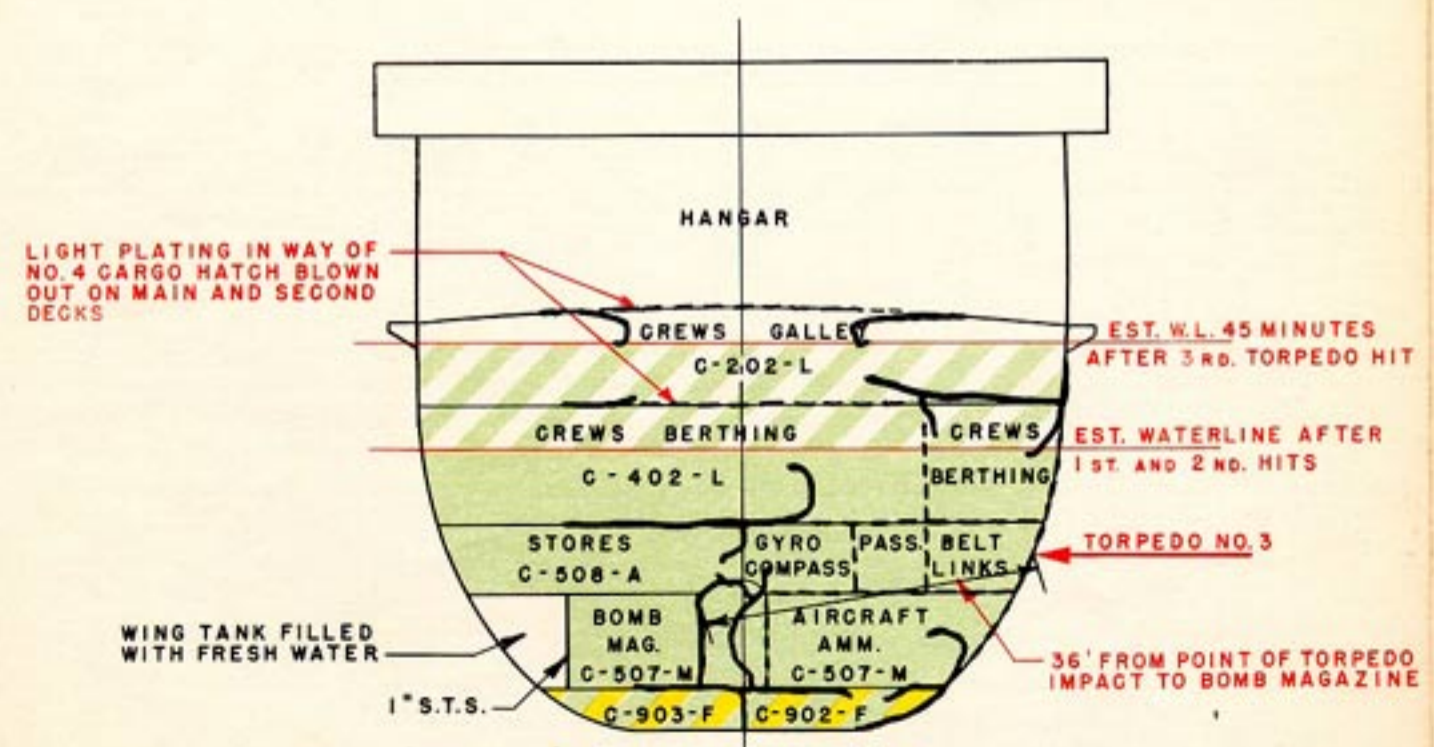 HANGAR
LIGHT PLATING IN WAY OF
NO. 4 CARGO HATCH BLOWN
OUT ON MAIN AND SECOND
DECKS
CREWS GALLEY
C-202-L
EST. W.L. 45 MINUTES
AFTER 3RD. TORPEDO HIT
CREWS BERTHING
C-402-L
CREWS
BERTHING
EST. WATERLINE AFTER
1ST. AND 2ND. HITS
STORES
C-508-A
GYRO
COMPASS
PASS.
BELT
LINKS
TORPEDO NO. 3
WING TANK FILLED
WITH FRESH WATER
1" S.T.S.
BOMB
MAG.
C-507-M
AIRCRAFT
AMM.
C-507-M
36' FROM POINT OF TORPEDO
IMPACT TO BOMB MAGAZINE
C-903-F
C-902-F